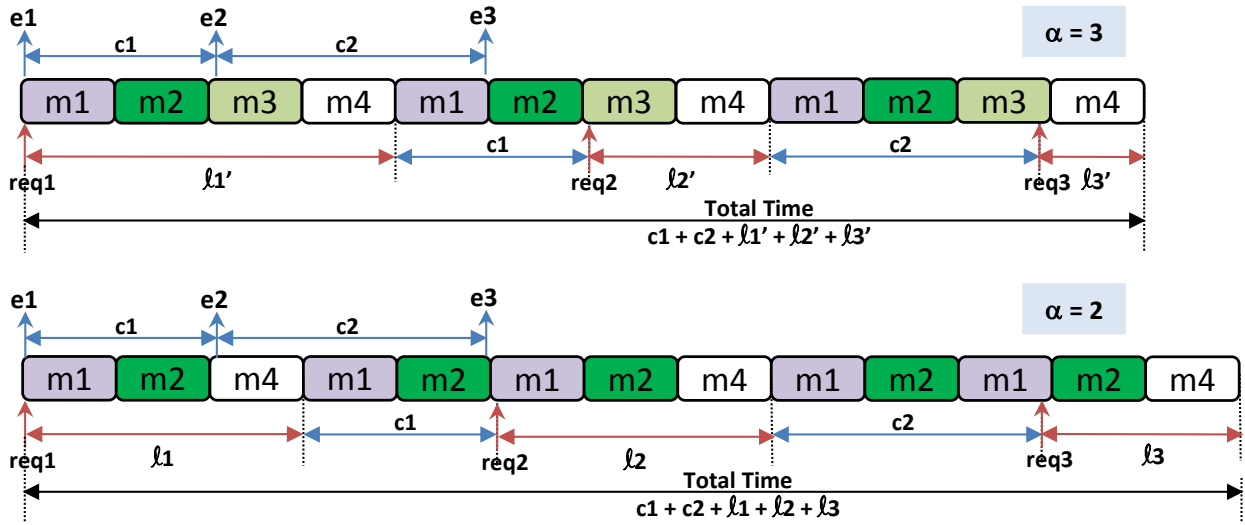 e1 e2 e3
c1 c2
α = 3
m1 m2 m3 m4 m1 m2 m3 m4 m1 m2 m3 m4
c1 c2
req1 ℓ1' req2 ℓ2' req3 ℓ3'
Total Time
c1 + c2 + ℓ1' + ℓ2' + ℓ3'
e1 e2 e3
c1 c2
α = 2
m1 m2 m4 m1 m2 m1 m2 m4 m1 m2 m1 m2 m4
c1 c2
req1 ℓ1 req2 ℓ2 req3 ℓ3
Total Time
c1 + c2 + ℓ1 + ℓ2 + ℓ3